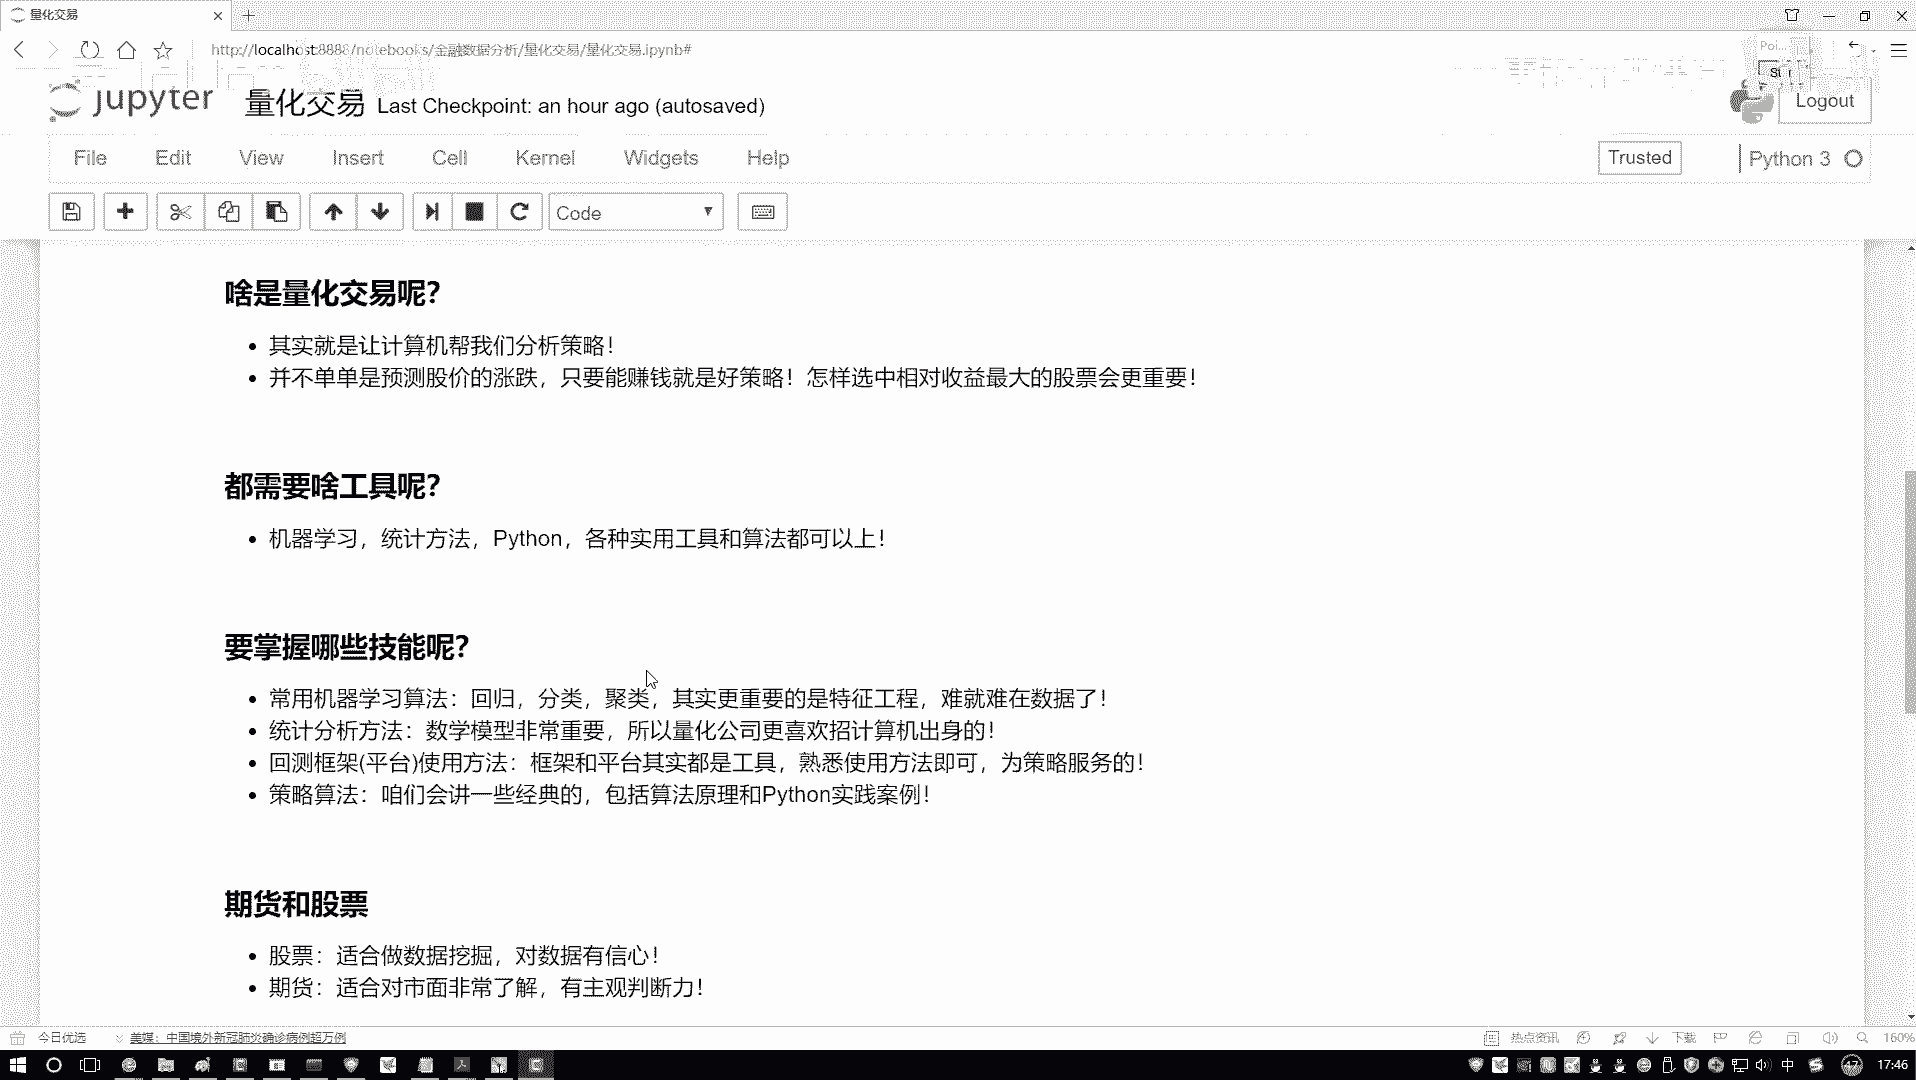 量化交易
http://localhost:8888/notebooks/金融数据分析/量化交易/量化交易.ipynb#
Poi...
jupyter 量化交易 Last Checkpoint: an hour ago (autosaved)
Logout
File Edit View Insert Cell Kernel Widgets Help
Trusted Python 3
Code
啥是量化交易呢？
其实就是让计算机帮我们分析策略！
并不单单是预测股价的涨跌，只要能赚钱就是好策略！怎样选中相对收益最大的股票会更重要！
都需要啥工具呢？
机器学习，统计方法，Python，各种实用工具和算法都可以上！
要掌握哪些技能呢？
常用机器学习算法：回归，分类，聚类，其实更重要的是特征工程，难就难在数据了！
统计分析方法：数学模型非常重要，所以量化公司更喜欢招计算机出身的！
回测框架(平台)使用方法：框架和平台其实都是工具，熟悉使用方法即可，为策略服务的！
策略算法：咱们会讲一些经典的，包括算法原理和Python实践案例！
期货和股票
股票：适合做数据挖掘，对数据有信心！
期货：适合对市面非常了解，有主观判断力！
今日优选 美媒：中国境外新冠肺炎确诊病例超万例 热点资讯 下载 160%
中 47 17:46